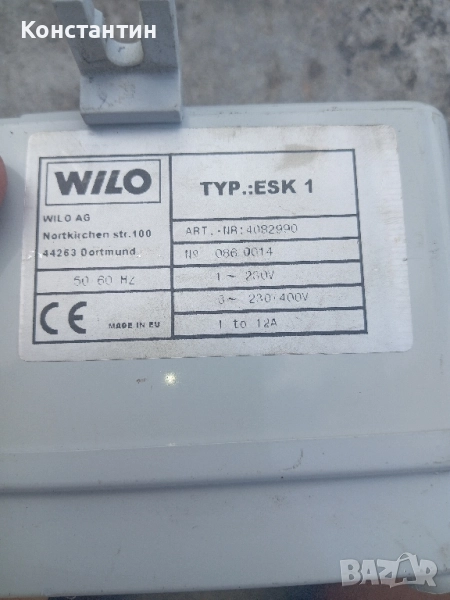 Константин
WILO
TYP.:ESK 1
WILO AG
Nortkirchen str.100
44263 Dortmund.
ART.-NR:4082990
No 086 0014
50 60 Hz
1 ~ 230V
3~ 230/400V
CE
MADE IN EU
1 to 12A
BAZAR